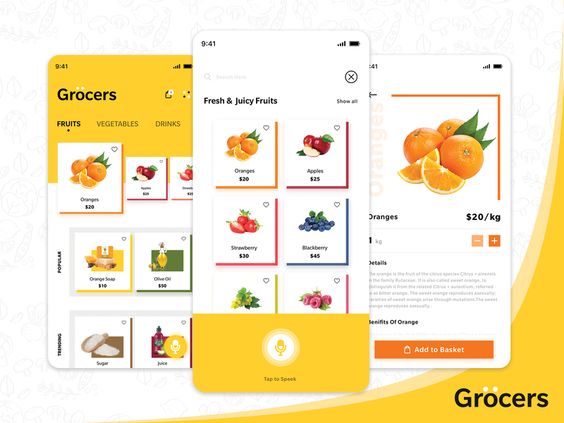 9:41
Gröcers
FRUITS VEGETABLES DRINKS
Oranges
$20
Apples
$25
$30
POPULAR
Orange Soap
$10
Olive Oil
$50
TRENDING
Sugar
Juice
9:41
Search Here
Fresh & Juicy Fruits Show all
Oranges
$20
Apples
$25
Strawberry
$30
Blackberry
$45
Tap to Speek
9:41
Oranges
Oranges $20/kg
1 kg
Details
The orange is the fruit of the citrus species Citrus × sinensis
in the family Rutaceae. It is also called sweet orange, to
distinguish it from the related Citrus × aurantium, referred
to as bitter orange. The sweet orange reproduces asexually;
varieties of sweet orange arise through mutations.The sweet
orange reproduces asexually.
Benifits Of Orange
Add to Basket
Gröcers